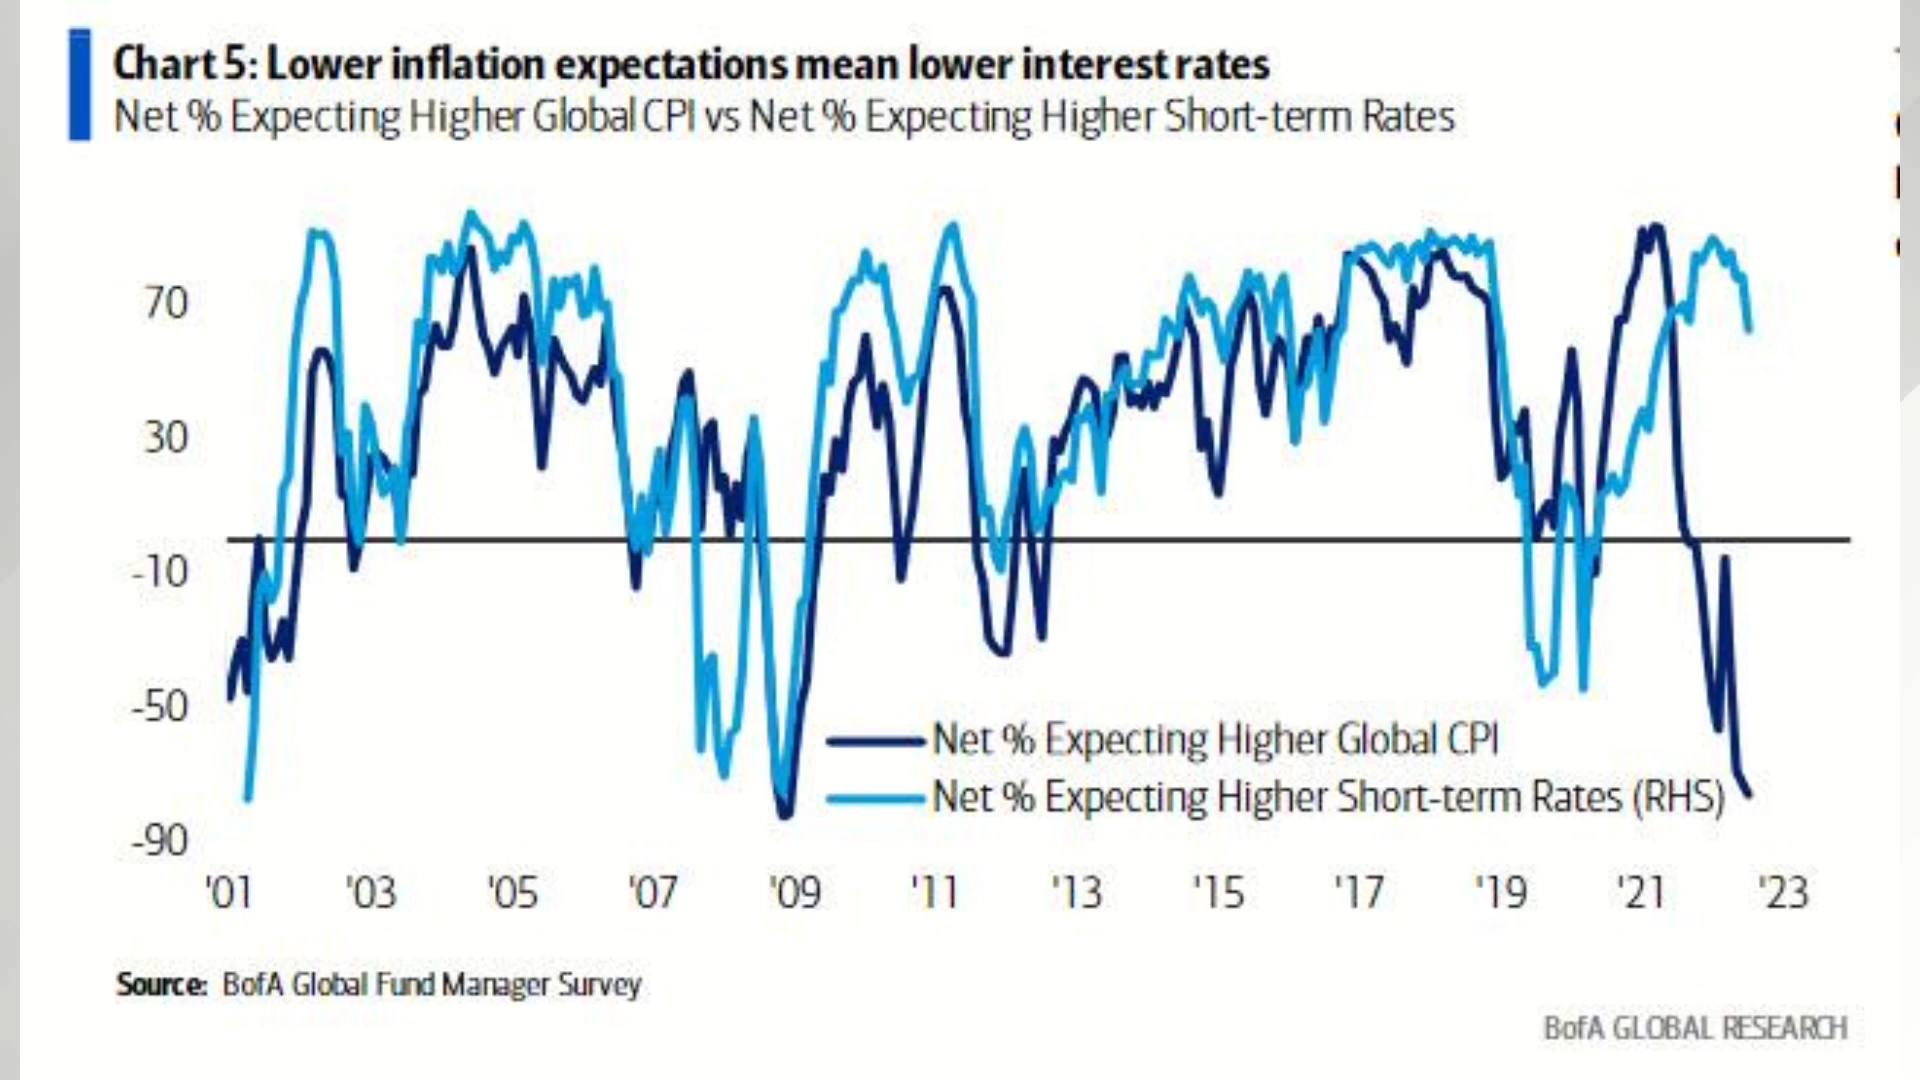 Chart 5: Lower inflation expectations mean lower interest rates
Net % Expecting Higher Global CPI vs Net % Expecting Higher Short-term Rates
70
30
-10
-50
-90
Net % Expecting Higher Global CPI
Net % Expecting Higher Short-term Rates (RHS)
'01 '03 '05 '07 '09 '11 '13 '15 '17 '19 '21 '23
Source: BofA Global Fund Manager Survey
BofA GLOBAL RESEARCH